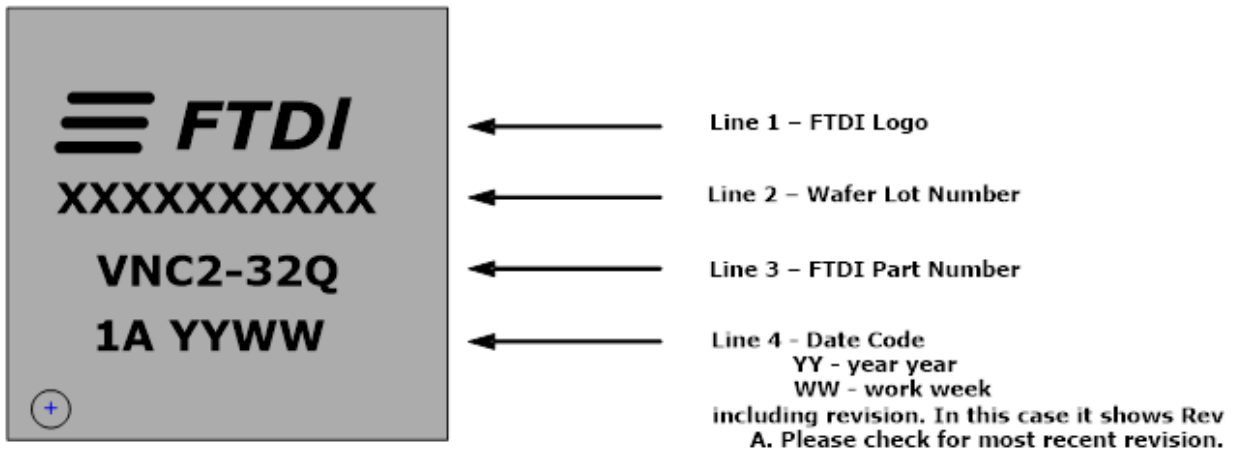 FTDI
Line 1 – FTDI Logo
XXXXXXXXXX
Line 2 – Wafer Lot Number
VNC2-32Q
Line 3 – FTDI Part Number
1A YYWW
Line 4 - Date Code
YY - year year
WW - work week
including revision. In this case it shows Rev
A. Please check for most recent revision.